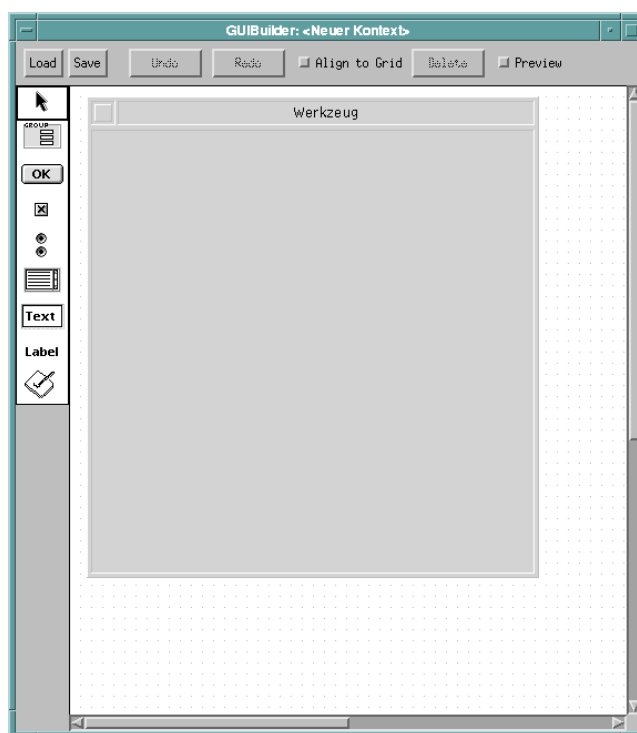 GUIBuilder: <Neuer Kontext>
Load Save Undo Redo Align to Grid Delete Preview
Werkzeug
GROUP
OK
Text
Label